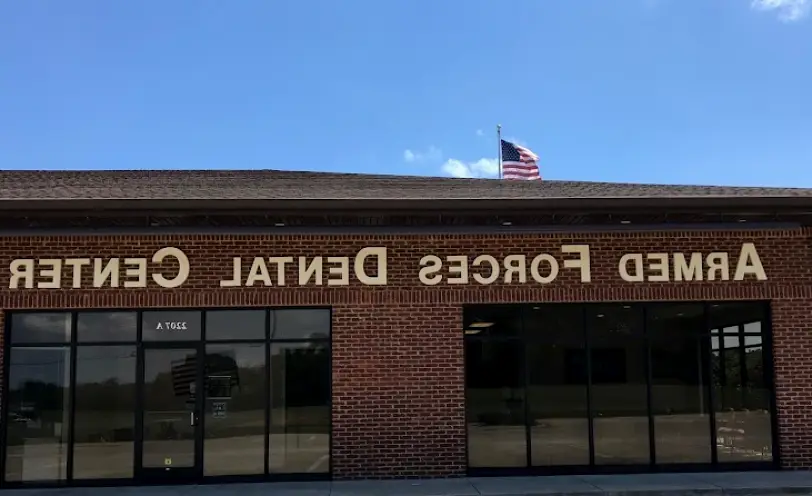 ARMED FORCES DENTAL CENTER
2207 A